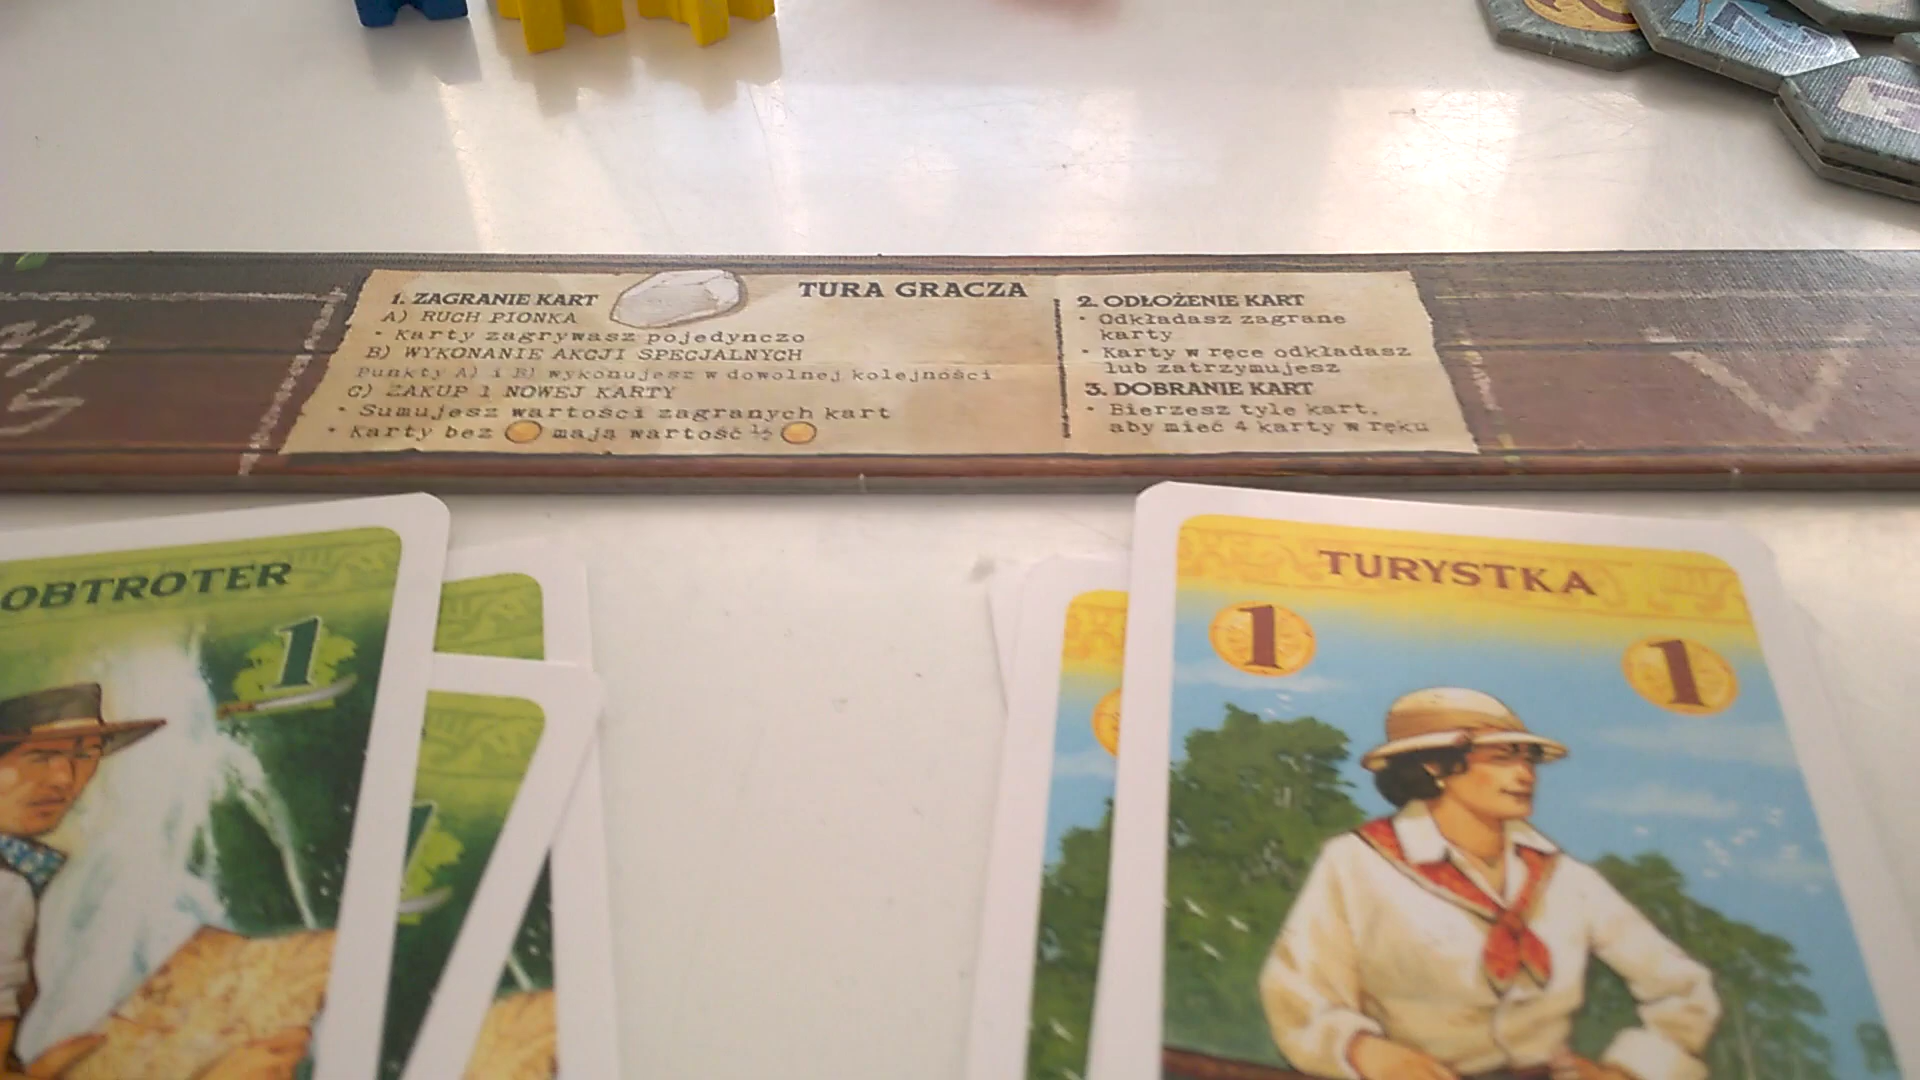 TURA GRACZA
1. ZAGRANIE KART
A) RUCH PIONKA
• Karty zagrywasz pojedynczo
B) WYKONANIE AKCJI SPECJALNYCH
Punkty A) i B) wykonujesz w dowolnej kolejności
C) ZAKUP 1 NOWEJ KARTY
• Sumujesz wartości zagranych kart
• Karty bez mają wartość ½
2. ODŁOŻENIE KART
• Odkładasz zagrane
karty
• Karty w ręce odkładasz
lub zatrzymujesz
3. DOBRANIE KART
• Bierzesz tyle kart,
aby mieć 4 karty w ręku
OBTROTER
1
TURYSTKA
1
1